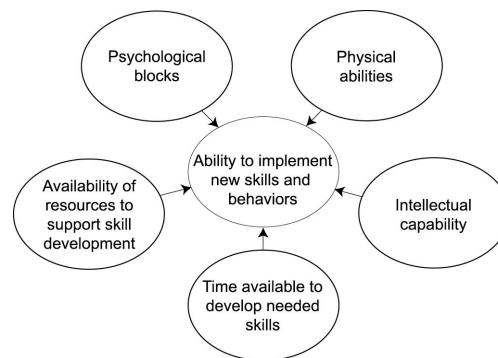 Psychological
blocks
Physical
abilities
Ability to implement
new skills and
behaviors
Availability of
resources to
support skill
development
Intellectual
capability
Time available to
develop needed
skills